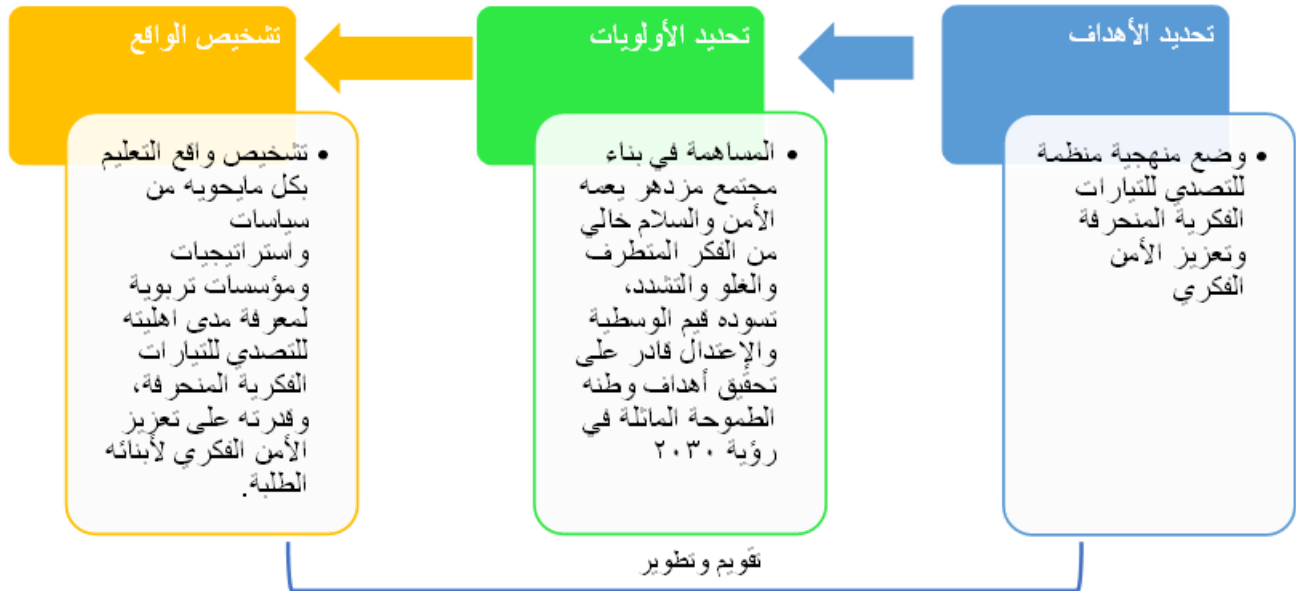 تحديد الأهداف
• وضع منهجية منظمة
للتصدي للتيارات
الفكرية المنحرفة
وتعزيز الأمن
الفكري
تحديد الأولويات
• المساهمة في بناء
مجتمع مزدهر يعمه
الأمن والسلام خالي
من الفكر المتطرف
والغلو والتشدد،
تسوده قيم الوسطية
والإعتدال قادر على
تحقيق أهداف وطنه
الطموحة الماثلة في
رؤية ٢٠٣٠
تشخيص الواقع
• تشخيص واقع التعليم
بكل مايحويه من
سياسات
واستراتيجيات
ومؤسسات تربوية
لمعرفة مدى اهليته
للتصدي للتيارات
الفكرية المنحرفة،
وقدرته على تعزيز
الأمن الفكري لأبنائه
الطلبة.
تقويم وتطوير